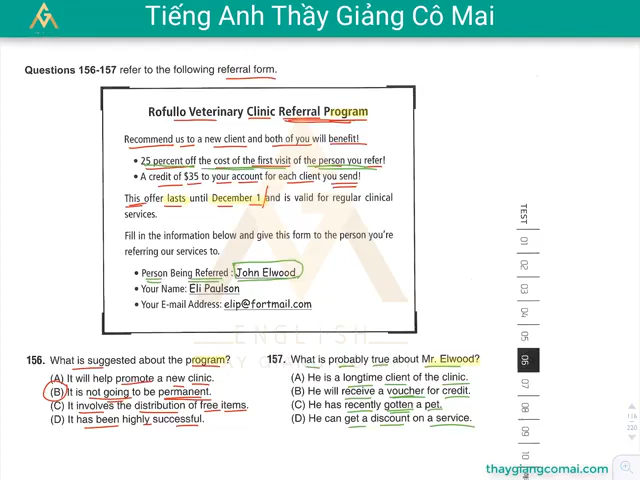 Tiếng Anh Thầy Giảng Cô Mai
Questions 156-157 refer to the following referral form.
Rofullo Veterinary Clinic Referral Program
Recommend us to a new client and both of you will benefit!
• 25 percent off the cost of the first visit of the person you refer!
• A credit of $35 to your account for each client you send!
This offer lasts until December 1 and is valid for regular clinical
services.
Fill in the information below and give this form to the person you're
referring our services to.
• Person Being Referred: John Elwood
• Your Name: Eli Paulson
• Your E-mail Address: elip@fortmail.com
ENGLISH
156. What is suggested about the program?
(A) It will help promote a new clinic.
(B) It is not going to be permanent.
(C) It involves the distribution of free items.
(D) It has been highly successful.
157. What is probably true about Mr. Elwood?
(A) He is a longtime client of the clinic.
(B) He will receive a voucher for credit.
(C) He has recently gotten a pet.
(D) He can get a discount on a service.
TEST
01
02
03
04
05
06
07
08
09
10
thaygiangcomai.com